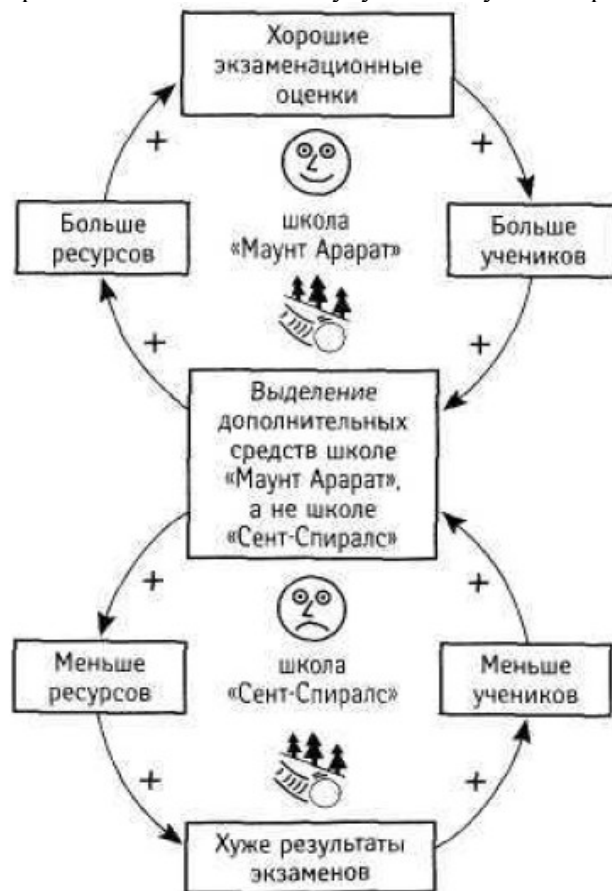 Хорошие
экзаменационные
оценки
+
+
Больше
ресурсов
школа
«Маунт Арарат»
Больше
учеников
+
+
Выделение
дополнительных
средств школе
«Маунт Арарат»,
а не школе
«Сент-Спиралс»
+
+
Меньше
ресурсов
школа
«Сент-Спиралс»
Меньше
учеников
+
+
Хуже результаты
экзаменов